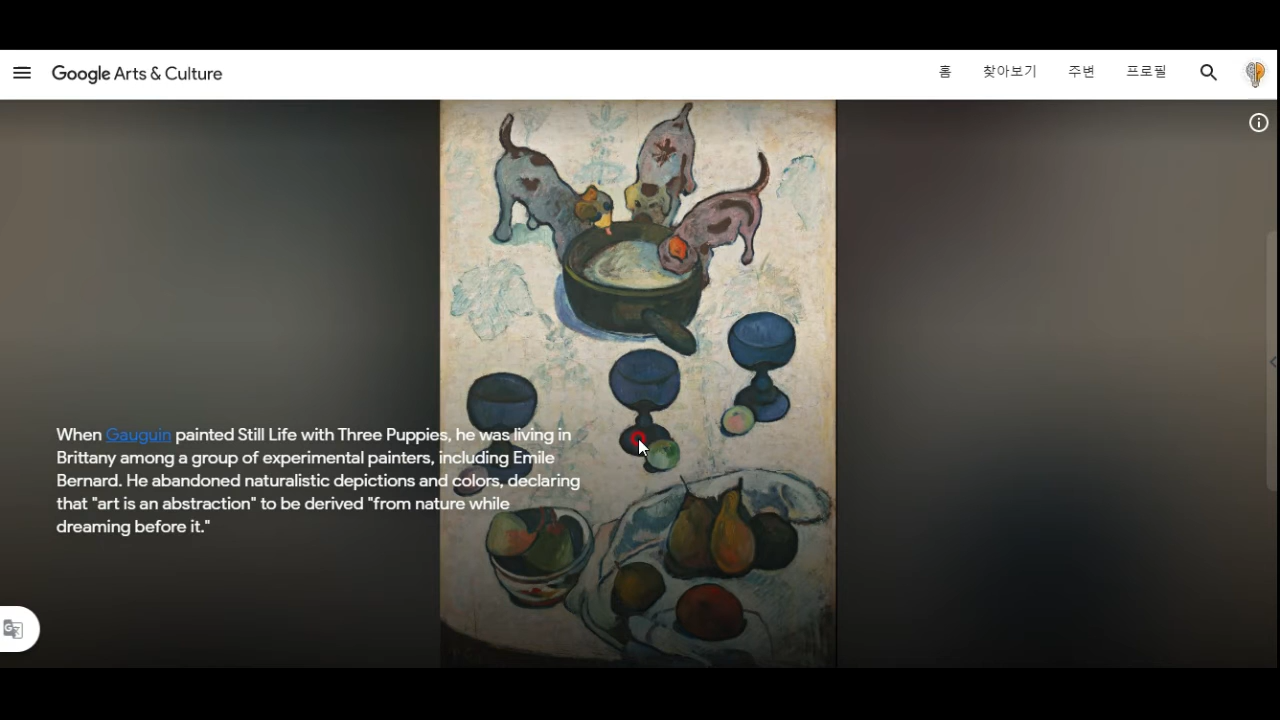 Google Arts & Culture
홈 찾아보기 주변 프로필
When Gauguin painted Still Life with Three Puppies, he was living in
Brittany among a group of experimental painters, including Emile
Bernard. He abandoned naturalistic depictions and colors, declaring
that "art is an abstraction" to be derived "from nature while
dreaming before it."